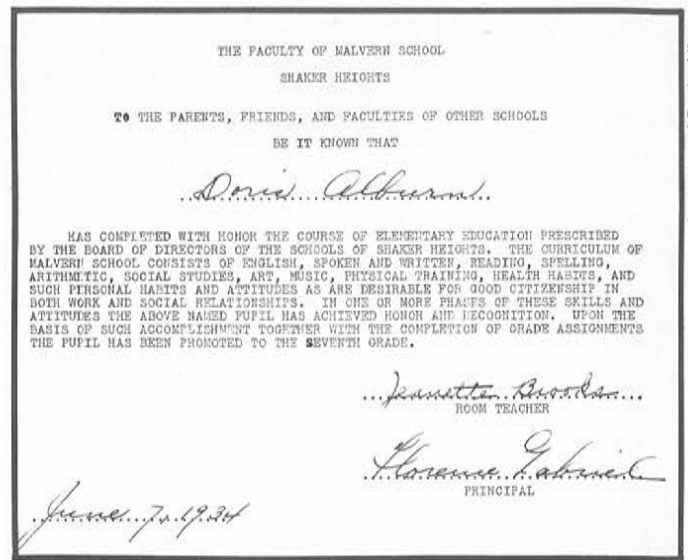 THE FACULTY OF MALVERN SCHOOL
SHAKER HEIGHTS
TO THE PARENTS, FRIENDS, AND FACULTIES OF OTHER SCHOOLS
BE IT KNOWN THAT
Doris Alburn
HAS COMPLETED WITH HONOR THE COURSE OF ELEMENTARY EDUCATION PRESCRIBED
BY THE BOARD OF DIRECTORS OF THE SCHOOLS OF SHAKER HEIGHTS. THE CURRICULUM OF
MALVERN SCHOOL CONSISTS OF ENGLISH, SPOKEN AND WRITTEN, READING, SPELLING,
ARITHMETIC, SOCIAL STUDIES, ART, MUSIC, PHYSICAL TRAINING, HEALTH HABITS, AND
SUCH PERSONAL HABITS AND ATTITUDES AS ARE DESIRABLE FOR GOOD CITIZENSHIP IN
BOTH WORK AND SOCIAL RELATIONSHIPS. IN ONE OR MORE PHASES OF THESE SKILLS AND
ATTITUDES THE ABOVE NAMED PUPIL HAS ACHIEVED HONOR AND RECOGNITION. UPON THE
BASIS OF SUCH ACCOMPLISHMENT TOGETHER WITH THE COMPLETION OF GRADE ASSIGNMENTS
THE PUPIL HAS BEEN PROMOTED TO THE SEVENTH GRADE.
Jeanette Brooks
ROOM TEACHER
Florence Gabriel
PRINCIPAL
June 7, 1934